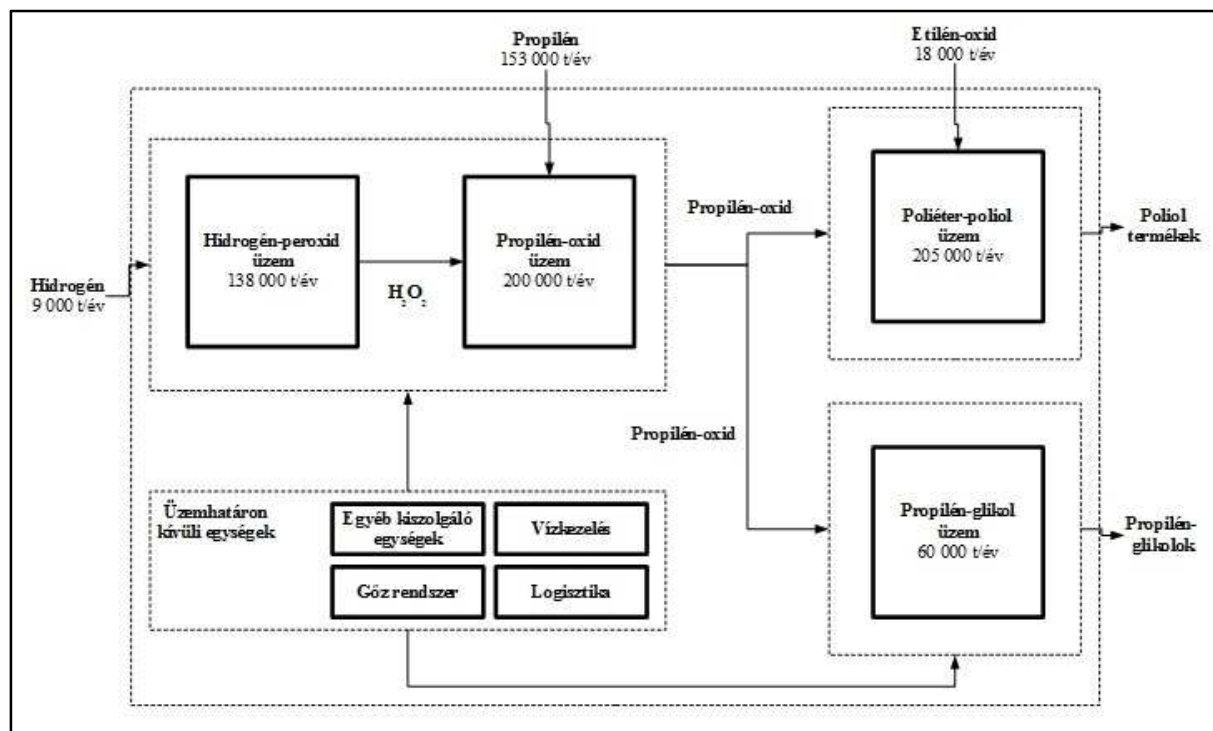 Propilén
153 000 t/év
Etilén-oxid
18 000 t/év
Hidrogén-peroxid
üzem
138 000 t/év
H2O2
Propilén-oxid
üzem
200 000 t/év
Propilén-oxid
Poliéter-poliol
üzem
205 000 t/év
Poliol
termékek
Hidrogén
9 000 t/év
Propilén-oxid
Üzemhatáron
kívüli egységek
Egyéb kiszolgáló
egységek
Vízkezelés
Gőz rendszer
Logisztika
Propilén-glikol
üzem
60 000 t/év
Propilén-
glikolok